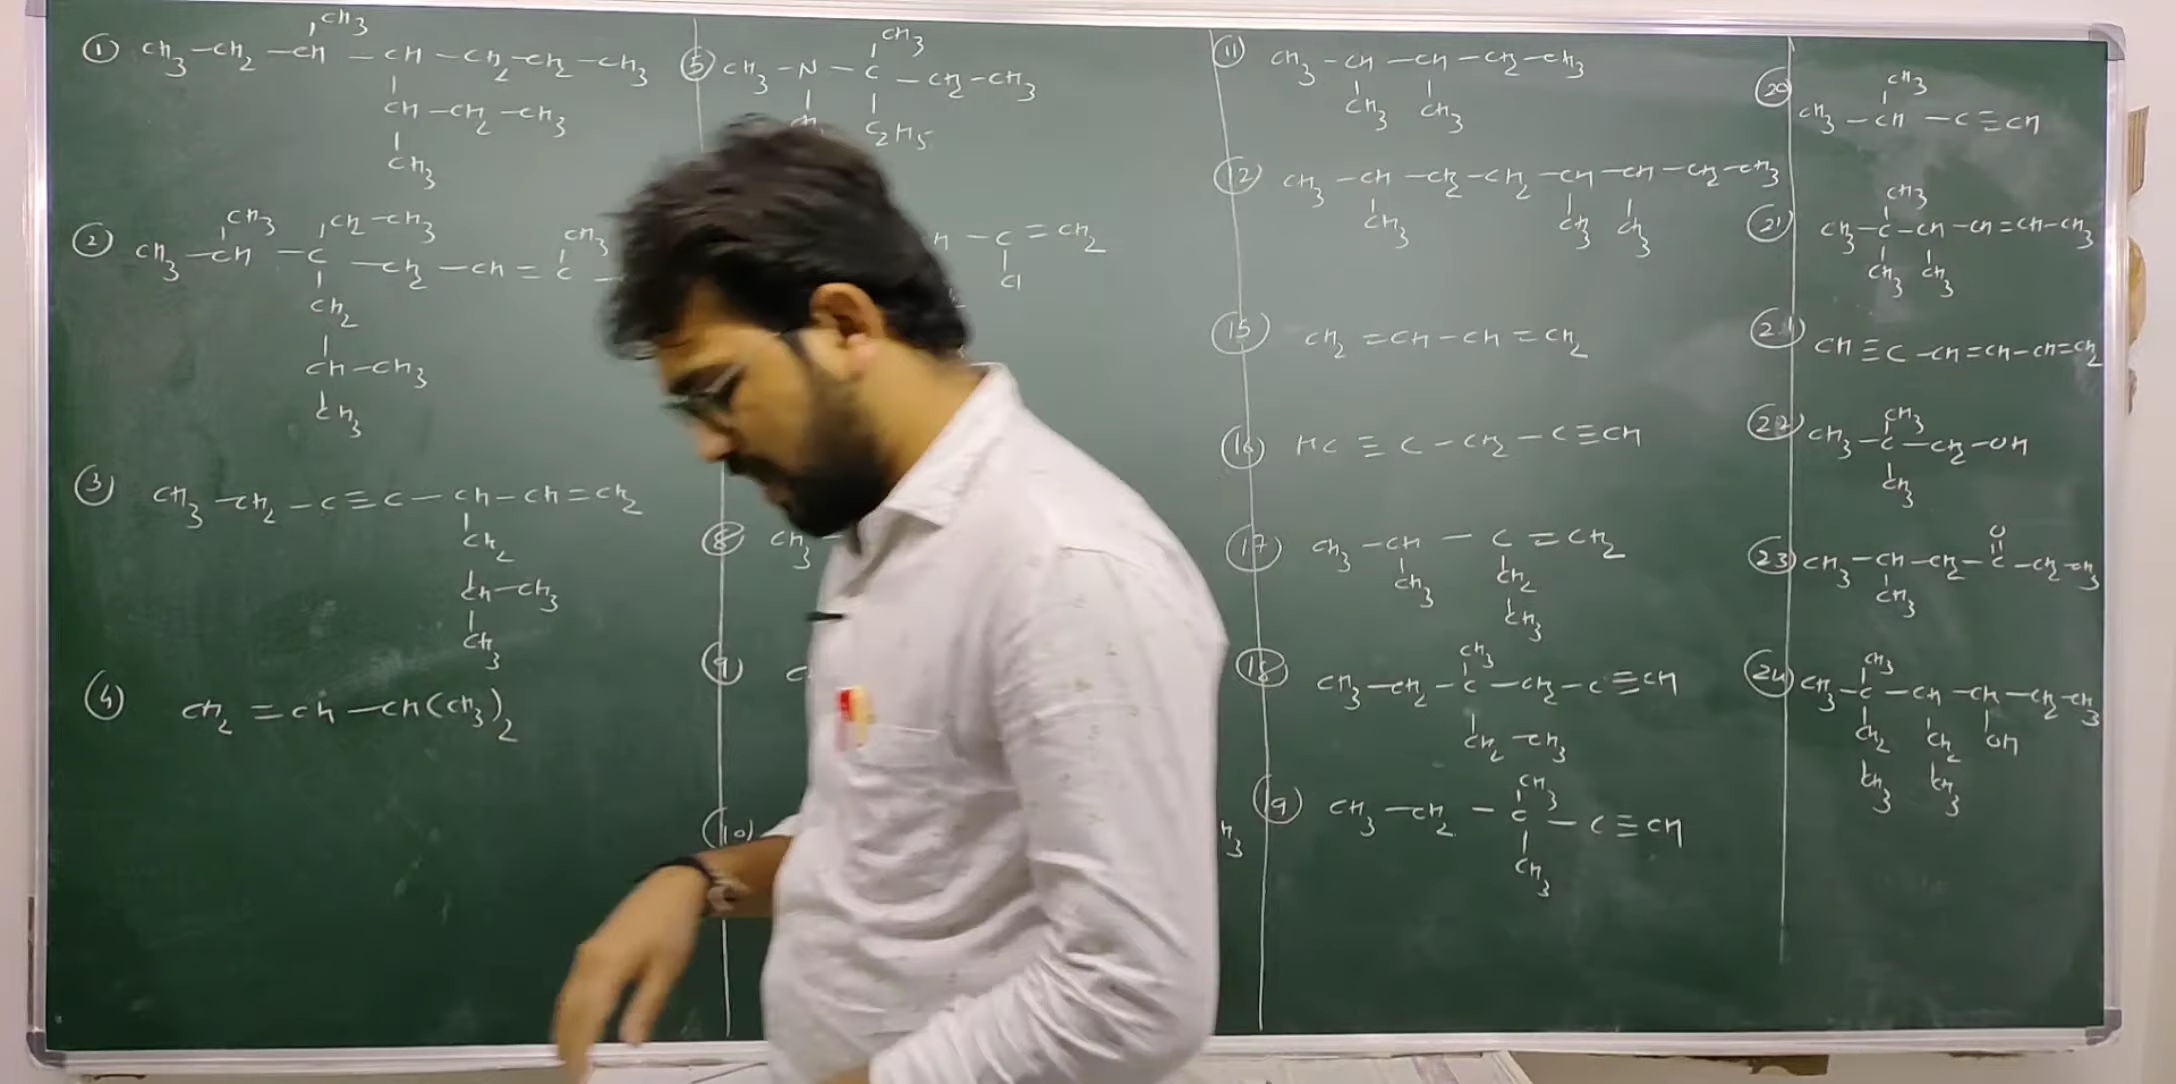 CH3
① CH3-CH2-CH-CH-CH2-CH2-CH3
CH-CH2-CH3
CH3
② CH3 CH2-CH3 CH3
CH3-CH-C-CH2-CH=C-
CH2
CH-CH3
CH3
③ CH3-CH2-C≡C-CH-CH=CH2
CH2
CH-CH3
CH3
④ CH2=CH-CH(CH3)2
CH3
⑤ CH3-N-C-CH2-CH3
C2H5
-C=CH2
Cl
⑧ CH3-
⑨
⑩
⑪ CH3-CH-CH-CH2-CH3
CH3 CH3
⑫ CH3-CH-CH2-CH2-CH-CH-CH2-CH3
CH3 CH3 CH3
⑮ CH2=CH-CH=CH2
⑯ HC≡C-CH2-C≡CH
⑰ CH3-CH-C=CH2
CH3 CH2
CH3
CH3
⑱ CH3-CH2-C-CH2-C≡CH
CH2-CH3
CH3
⑲ CH3-CH2-C-C≡CH
CH3
CH3
⑳ CH3-CH-C≡CH
CH3
㉑ CH3-C-CH-CH=CH-CH3
CH3 CH3
㉑ CH≡C-CH=CH-CH=CH2
CH3
㉒ CH3-C-CH2-OH
CH3
O
㉓ CH3-CH-CH2-C-CH2-CH3
CH3
CH3
㉔ CH3-C-CH-CH-CH2-CH3
CH2 CH2 OH
CH3 CH3